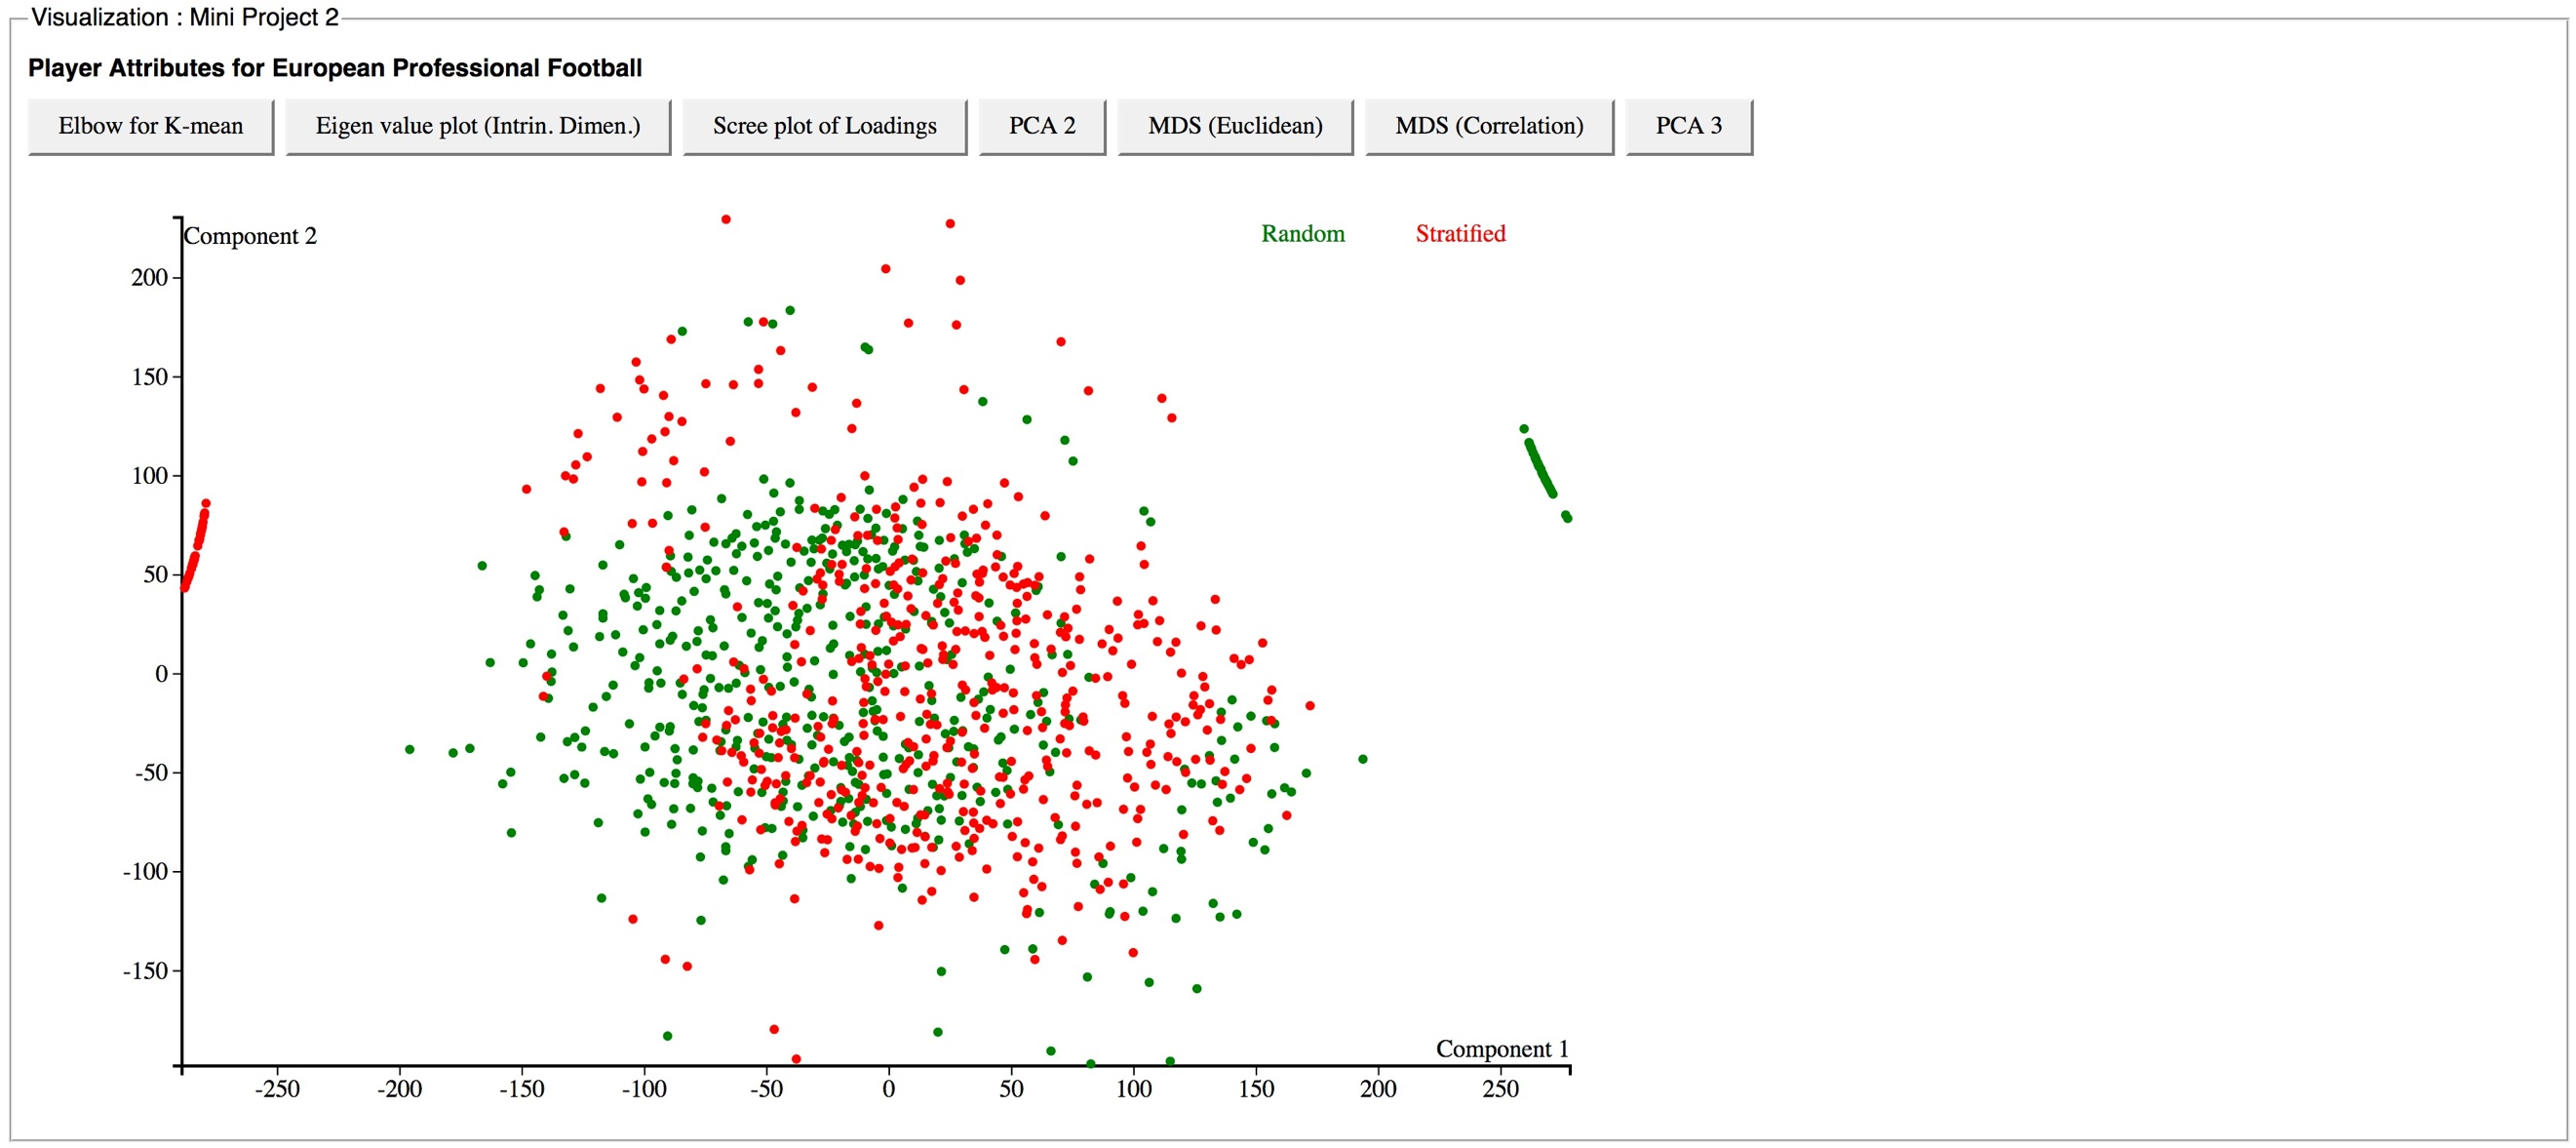 Visualization : Mini Project 2
Player Attributes for European Professional Football
Elbow for K-mean Eigen value plot (Intrin. Dimen.) Scree plot of Loadings PCA 2 MDS (Euclidean) MDS (Correlation) PCA 3
Component 2 Random Stratified
200
150
100
50
0
-50
-100
-150
Component 1
-250 -200 -150 -100 -50 0 50 100 150 200 250